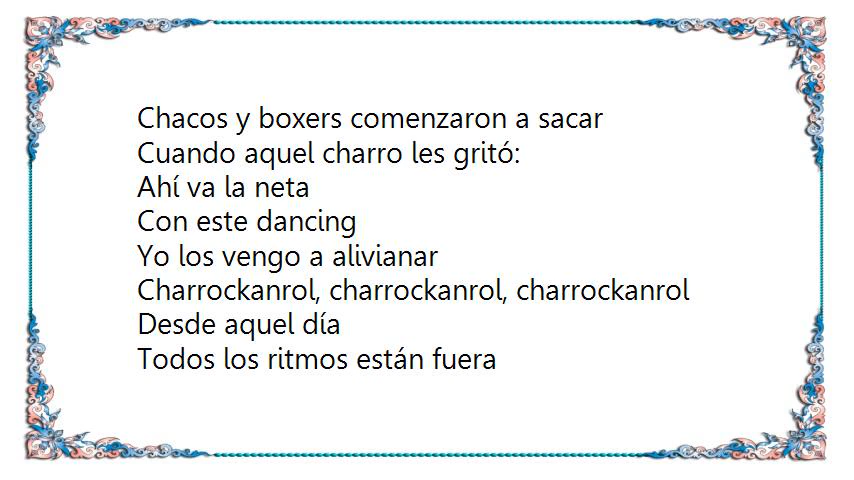 Chacos y boxers comenzaron a sacar
Cuando aquel charro les gritó:
Ahí va la neta
Con este dancing
Yo los vengo a alivianar
Charrockanrol, charrockanrol, charrockanrol
Desde aquel día
Todos los ritmos están fuera